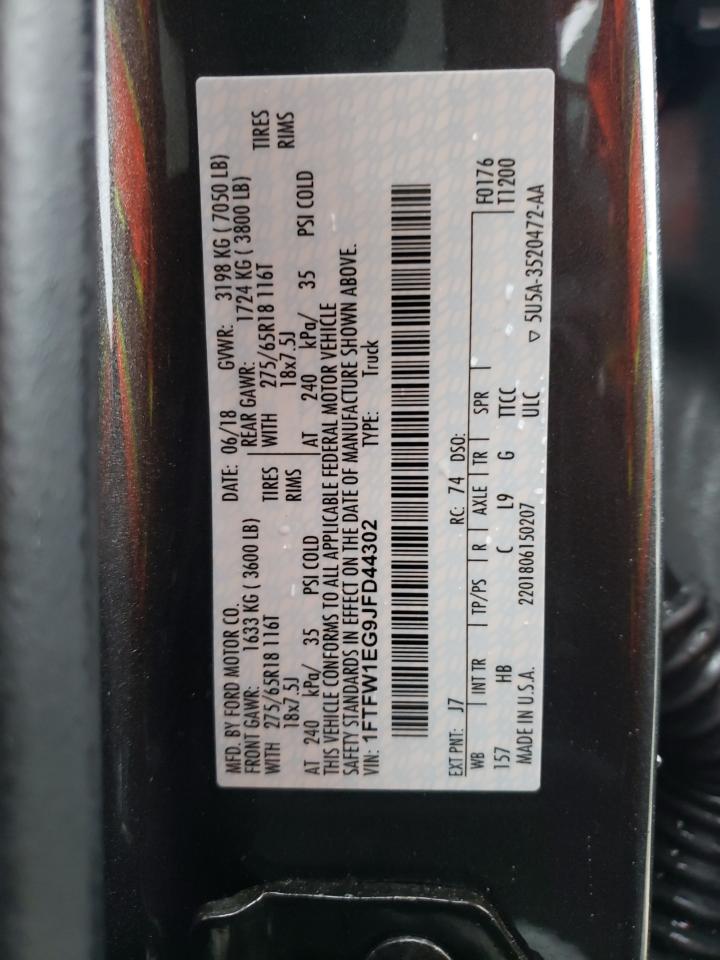 MFD. BY FORD MOTOR CO. DATE: 06/18 GVWR: 3198 KG ( 7050 LB)
FRONT GAWR: 1633 KG ( 3600 LB) REAR GAWR: 1724 KG ( 3800 LB)
WITH 275/65R18 116T TIRES WITH 275/65R18 116T TIRES
18x7.5J RIMS 18x7.5J RIMS
AT 240 kPa/ 35 PSI COLD AT 240 kPa/ 35 PSI COLD
THIS VEHICLE CONFORMS TO ALL APPLICABLE FEDERAL MOTOR VEHICLE
SAFETY STANDARDS IN EFFECT ON THE DATE OF MANUFACTURE SHOWN ABOVE.
VIN: 1FTFW1EG9JFD44302 TYPE: Truck
EXT PNT: J7 RC: 74 DSO: F0176
WB INT TR TP/PS R AXLE TR SPR T1200
157 HB C L9 G TTCC
MADE IN U.S.A. 2201806150207 ULC ▽ 5U5A-3520472-AA